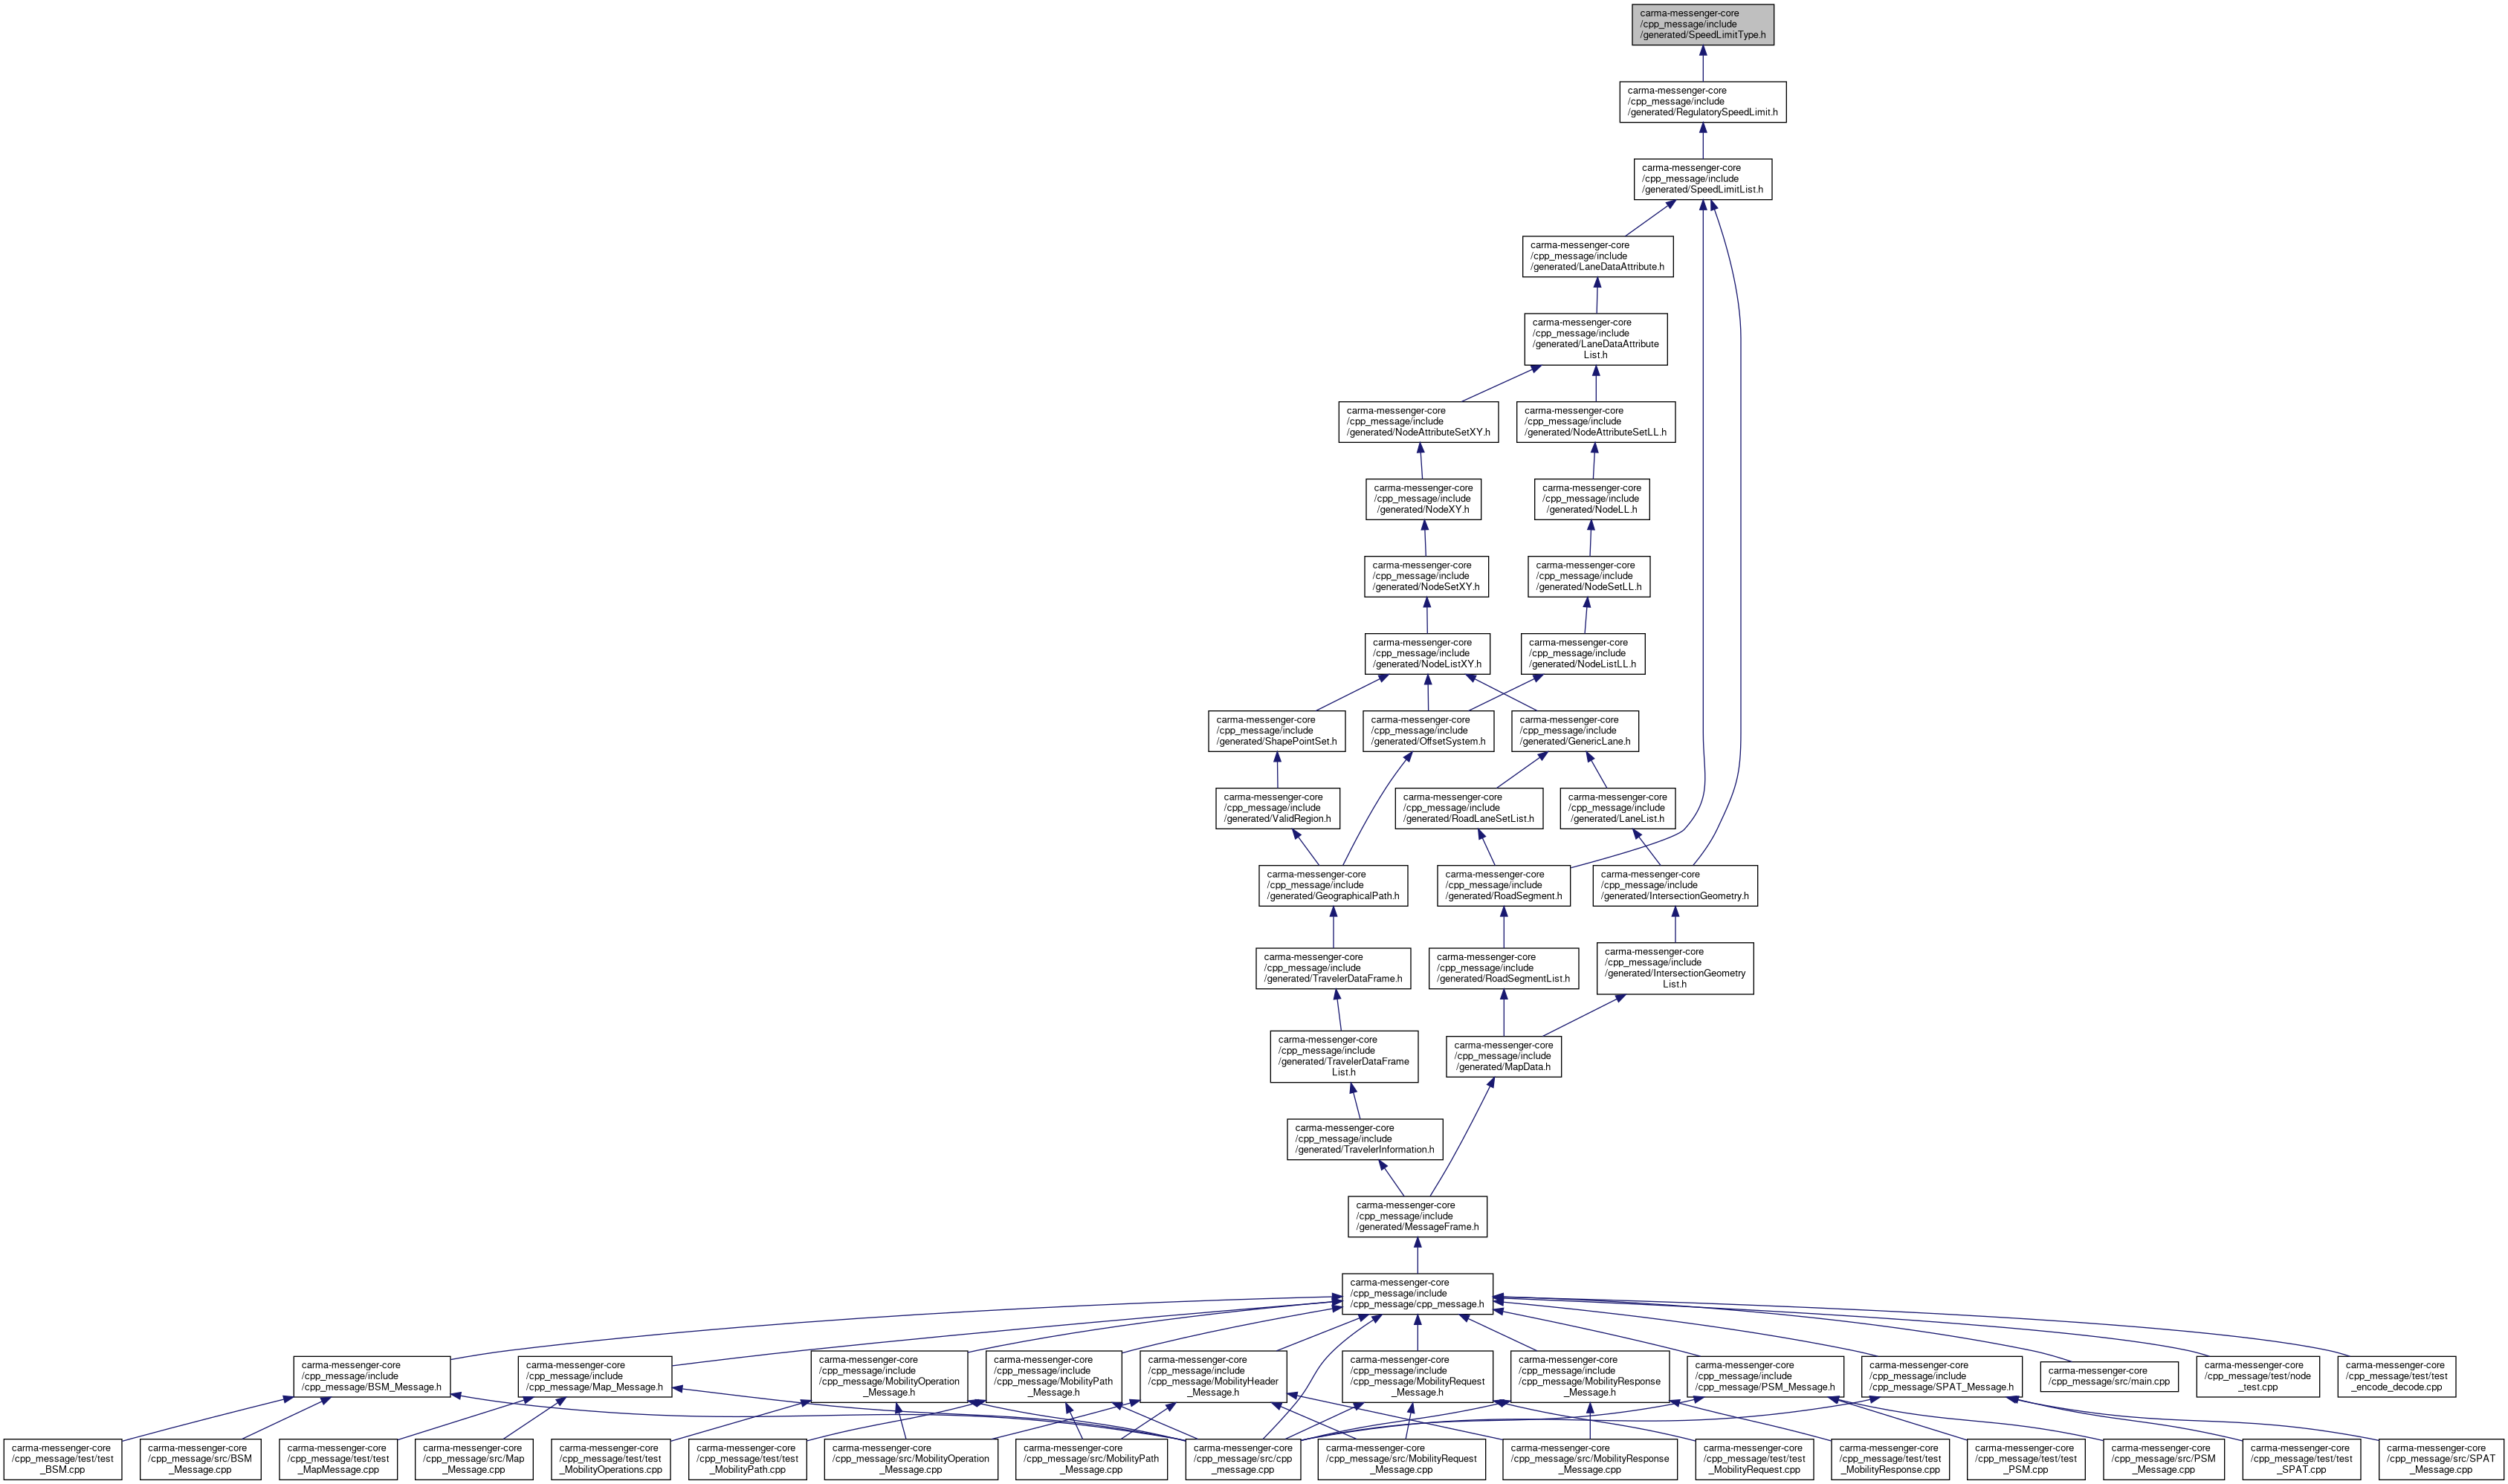 carma-messenger-core
/cpp_message/include
/generated/SpeedLimitType.h
carma-messenger-core
/cpp_message/include
/generated/RegulatorySpeedLimit.h
carma-messenger-core
/cpp_message/include
/generated/SpeedLimitList.h
carma-messenger-core
/cpp_message/include
/generated/LaneDataAttribute.h
carma-messenger-core
/cpp_message/include
/generated/LaneDataAttribute
List.h
carma-messenger-core
/cpp_message/include
/generated/NodeAttributeSetXY.h
carma-messenger-core
/cpp_message/include
/generated/NodeAttributeSetLL.h
carma-messenger-core
/cpp_message/include
/generated/NodeXY.h
carma-messenger-core
/cpp_message/include
/generated/NodeLL.h
carma-messenger-core
/cpp_message/include
/generated/NodeSetXY.h
carma-messenger-core
/cpp_message/include
/generated/NodeSetLL.h
carma-messenger-core
/cpp_message/include
/generated/NodeListXY.h
carma-messenger-core
/cpp_message/include
/generated/NodeListLL.h
carma-messenger-core
/cpp_message/include
/generated/ShapePointSet.h
carma-messenger-core
/cpp_message/include
/generated/OffsetSystem.h
carma-messenger-core
/cpp_message/include
/generated/GenericLane.h
carma-messenger-core
/cpp_message/include
/generated/ValidRegion.h
carma-messenger-core
/cpp_message/include
/generated/RoadLaneSetList.h
carma-messenger-core
/cpp_message/include
/generated/LaneList.h
carma-messenger-core
/cpp_message/include
/generated/GeographicalPath.h
carma-messenger-core
/cpp_message/include
/generated/RoadSegment.h
carma-messenger-core
/cpp_message/include
/generated/IntersectionGeometry.h
carma-messenger-core
/cpp_message/include
/generated/TravelerDataFrame.h
carma-messenger-core
/cpp_message/include
/generated/RoadSegmentList.h
carma-messenger-core
/cpp_message/include
/generated/IntersectionGeometry
List.h
carma-messenger-core
/cpp_message/include
/generated/TravelerDataFrame
List.h
carma-messenger-core
/cpp_message/include
/generated/MapData.h
carma-messenger-core
/cpp_message/include
/generated/TravelerInformation.h
carma-messenger-core
/cpp_message/include
/generated/MessageFrame.h
carma-messenger-core
/cpp_message/include
/cpp_message/cpp_message.h
carma-messenger-core
/cpp_message/include
/cpp_message/BSM_Message.h
carma-messenger-core
/cpp_message/include
/cpp_message/Map_Message.h
carma-messenger-core
/cpp_message/include
/cpp_message/MobilityOperation
_Message.h
carma-messenger-core
/cpp_message/include
/cpp_message/MobilityPath
_Message.h
carma-messenger-core
/cpp_message/include
/cpp_message/MobilityHeader
_Message.h
carma-messenger-core
/cpp_message/include
/cpp_message/MobilityRequest
_Message.h
carma-messenger-core
/cpp_message/include
/cpp_message/MobilityResponse
_Message.h
carma-messenger-core
/cpp_message/include
/cpp_message/PSM_Message.h
carma-messenger-core
/cpp_message/include
/cpp_message/SPAT_Message.h
carma-messenger-core
/cpp_message/src/main.cpp
carma-messenger-core
/cpp_message/test/node
_test.cpp
carma-messenger-core
/cpp_message/test/test
_encode_decode.cpp
carma-messenger-core
/cpp_message/test/test
_BSM.cpp
carma-messenger-core
/cpp_message/src/BSM
_Message.cpp
carma-messenger-core
/cpp_message/test/test
_MapMessage.cpp
carma-messenger-core
/cpp_message/src/Map
_Message.cpp
carma-messenger-core
/cpp_message/test/test
_MobilityOperations.cpp
carma-messenger-core
/cpp_message/test/test
_MobilityPath.cpp
carma-messenger-core
/cpp_message/src/MobilityOperation
_Message.cpp
carma-messenger-core
/cpp_message/src/MobilityPath
_Message.cpp
carma-messenger-core
/cpp_message/src/cpp
_message.cpp
carma-messenger-core
/cpp_message/src/MobilityRequest
_Message.cpp
carma-messenger-core
/cpp_message/src/MobilityResponse
_Message.cpp
carma-messenger-core
/cpp_message/test/test
_MobilityRequest.cpp
carma-messenger-core
/cpp_message/test/test
_MobilityResponse.cpp
carma-messenger-core
/cpp_message/test/test
_PSM.cpp
carma-messenger-core
/cpp_message/src/PSM
_Message.cpp
carma-messenger-core
/cpp_message/test/test
_SPAT.cpp
carma-messenger-core
/cpp_message/src/SPAT
_Message.cpp